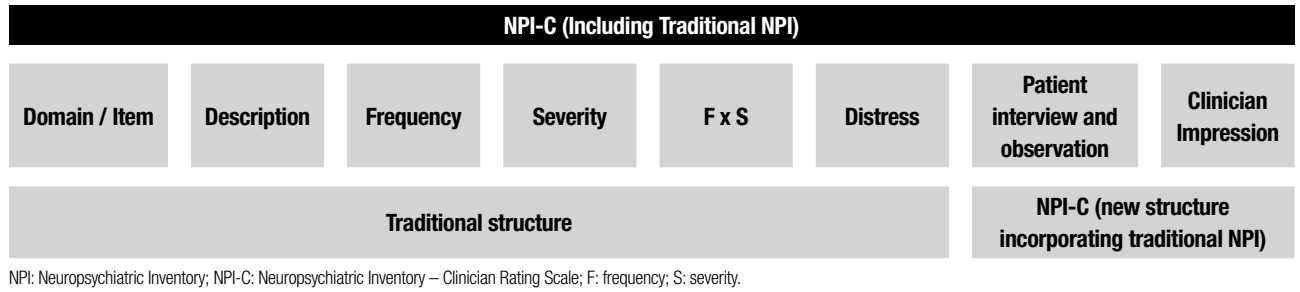 NPI-C (Including Traditional NPI)
Domain / Item
Description
Frequency
Severity
F x S
Distress
Patient
interview and
observation
Clinician
Impression
Traditional structure
NPI-C (new structure
incorporating traditional NPI)
NPI: Neuropsychiatric Inventory; NPI-C: Neuropsychiatric Inventory – Clinician Rating Scale; F: frequency; S: severity.